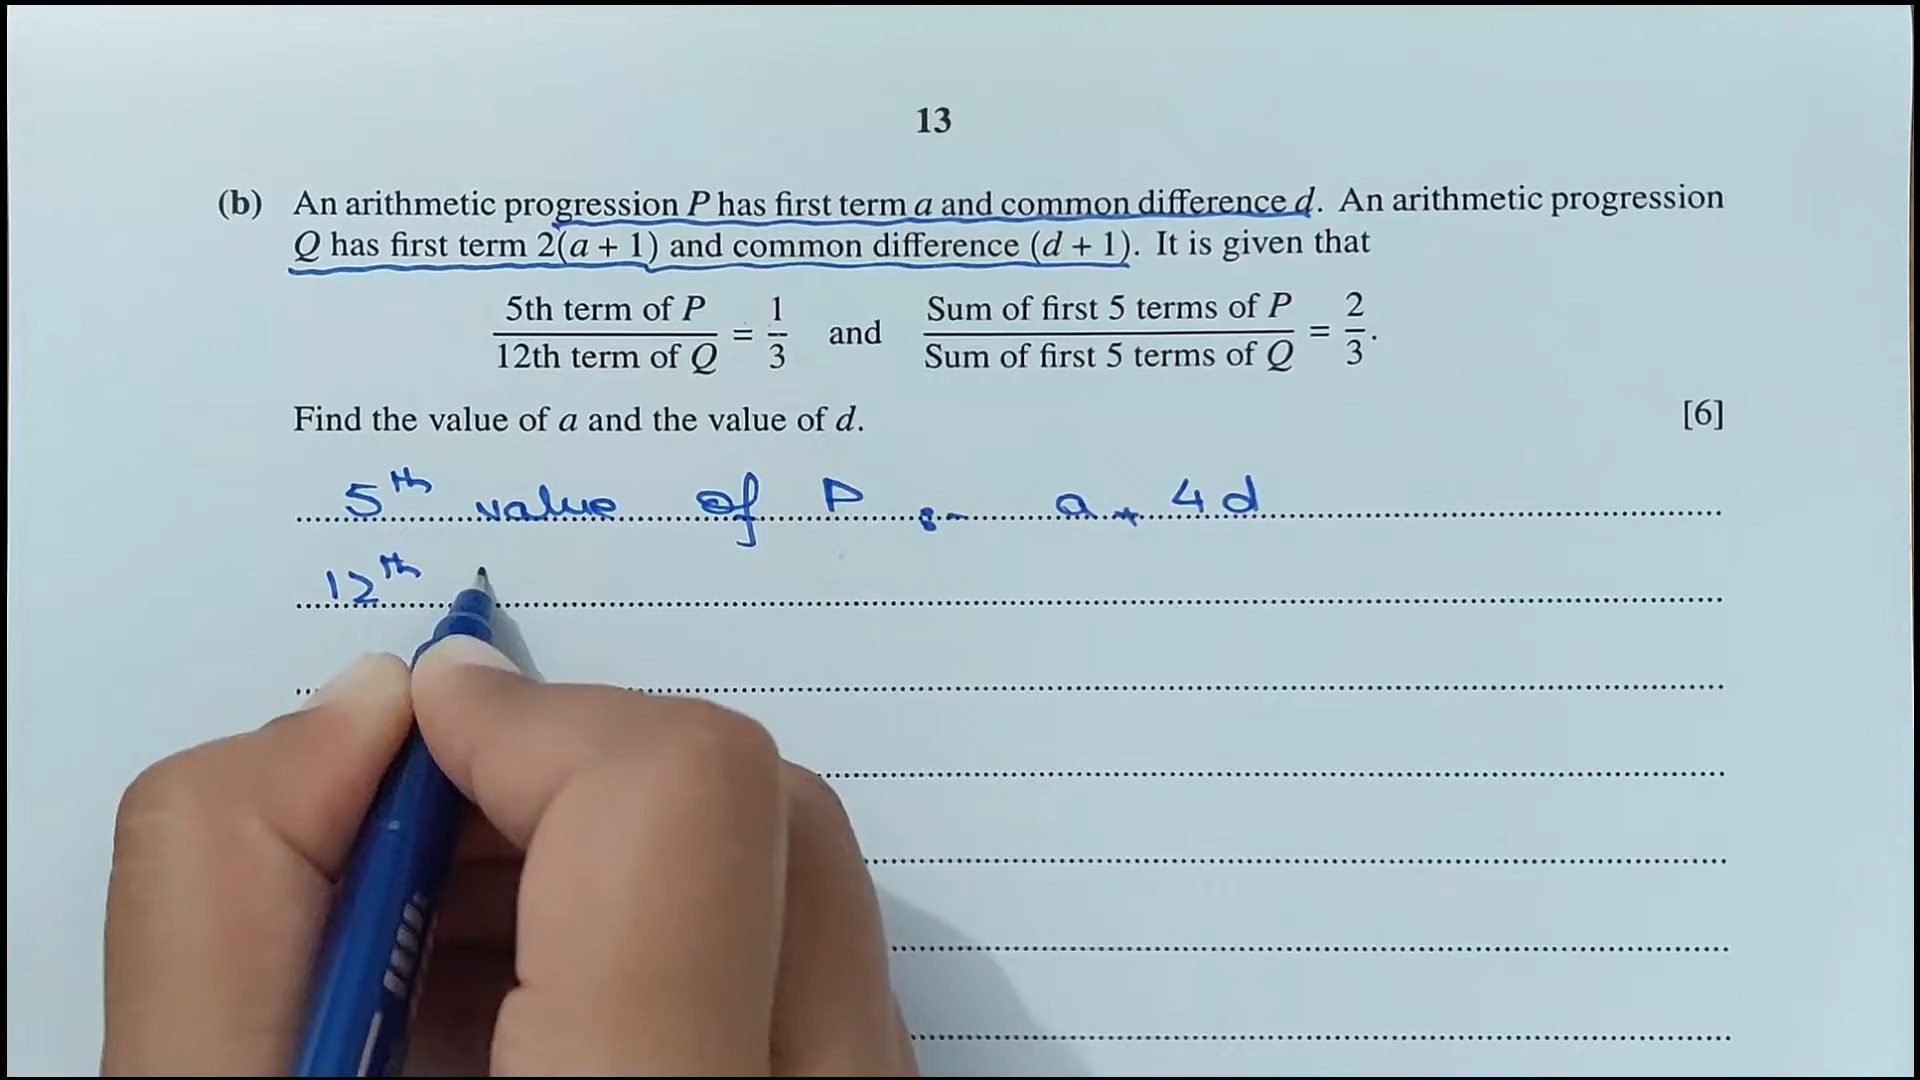 13
(b) An arithmetic progression P has first term a and common difference d. An arithmetic progression
Q has first term 2(a + 1) and common difference (d + 1). It is given that
5th term of P / 12th term of Q = 1/3 and Sum of first 5 terms of P / Sum of first 5 terms of Q = 2/3.
Find the value of a and the value of d. [6]
5th value of P :- a + 4d
12th